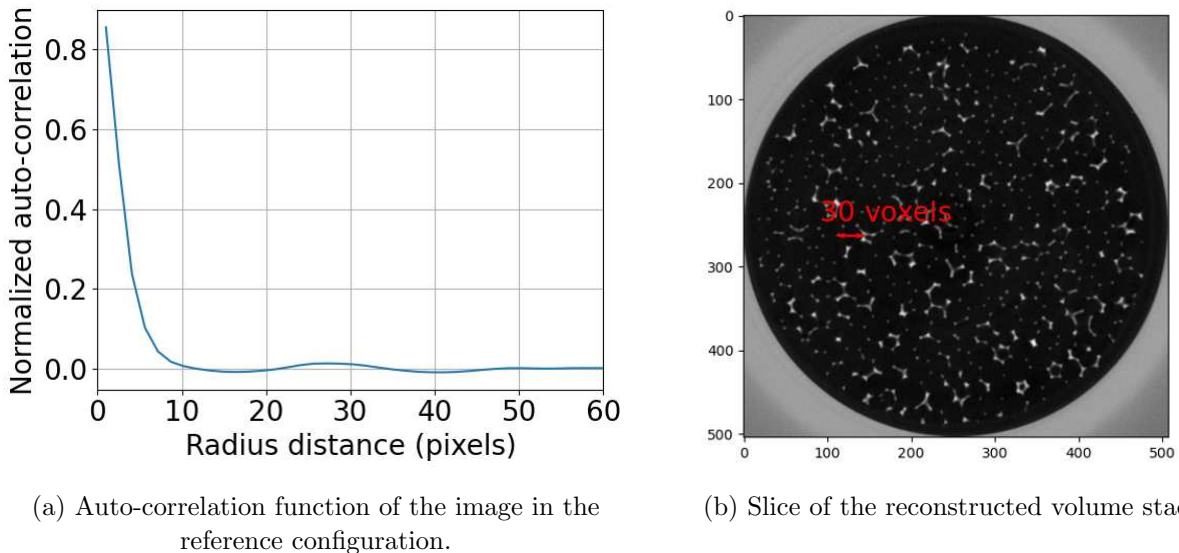 Normalized auto-correlation
0.8
0.6
0.4
0.2
0.0
0 10 20 30 40 50 60
Radius distance (pixels)
0
100
200
300
400
500
30 voxels
0 100 200 300 400 500
(a) Auto-correlation function of the image in the
reference configuration.
(b) Slice of the reconstructed volume